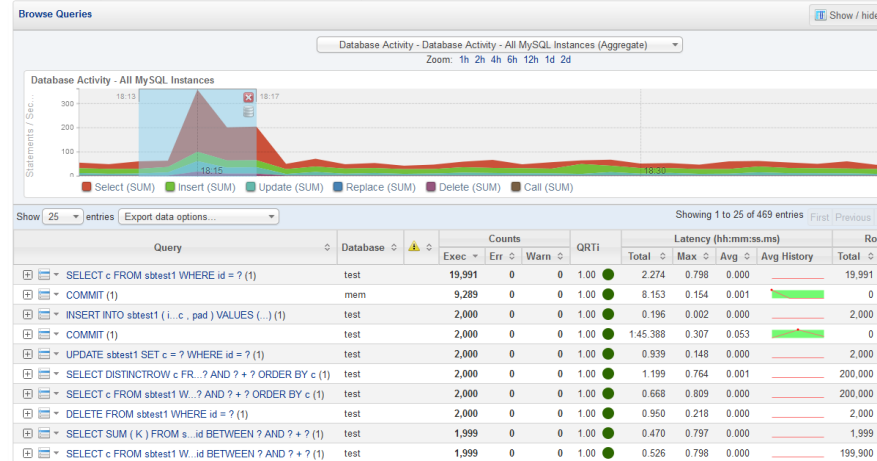 Browse Queries
Show / hide
Database Activity - Database Activity - All MySQL Instances (Aggregate)
Zoom: 1h 2h 4h 6h 12h 1d 2d
Database Activity - All MySQL Instances
Statements / Sec...
300
200
100
0
18:13
18:17
18:15
18:30
Select (SUM) Insert (SUM) Update (SUM) Replace (SUM) Delete (SUM) Call (SUM)
Show 25 entries Export data options... Showing 1 to 25 of 469 entries First Previous
Query Database Counts QRTi Latency (hh:mm:ss.ms) Ro
Exec Err Warn Total Max Avg Avg History Total
SELECT c FROM sbtest1 WHERE id = ? (1) test 19,991 0 0 1.00 2.274 0.798 0.000 19,991
COMMIT (1) mem 9,289 0 0 1.00 8.153 0.154 0.001 0
INSERT INTO sbtest1 ( i...c , pad ) VALUES (...) (1) test 2,000 0 0 1.00 0.196 0.002 0.000 2,000
COMMIT (1) test 2,000 0 0 1.00 1:45.388 0.307 0.053 0
UPDATE sbtest1 SET c = ? WHERE id = ? (1) test 2,000 0 0 1.00 0.939 0.148 0.000 2,000
SELECT DISTINCTROW c FR...? AND ? + ? ORDER BY c (1) test 2,000 0 0 1.00 1.199 0.764 0.001 200,000
SELECT c FROM sbtest1 W...? AND ? + ? ORDER BY c (1) test 2,000 0 0 1.00 0.668 0.809 0.000 200,000
DELETE FROM sbtest1 WHERE id = ? (1) test 2,000 0 0 1.00 0.950 0.218 0.000 2,000
SELECT SUM ( K ) FROM s...id BETWEEN ? AND ? + ? (1) test 1,999 0 0 1.00 0.470 0.797 0.000 1,999
SELECT c FROM sbtest1 W...id BETWEEN ? AND ? + ? (1) test 1,999 0 0 1.00 0.526 0.798 0.000 199,900